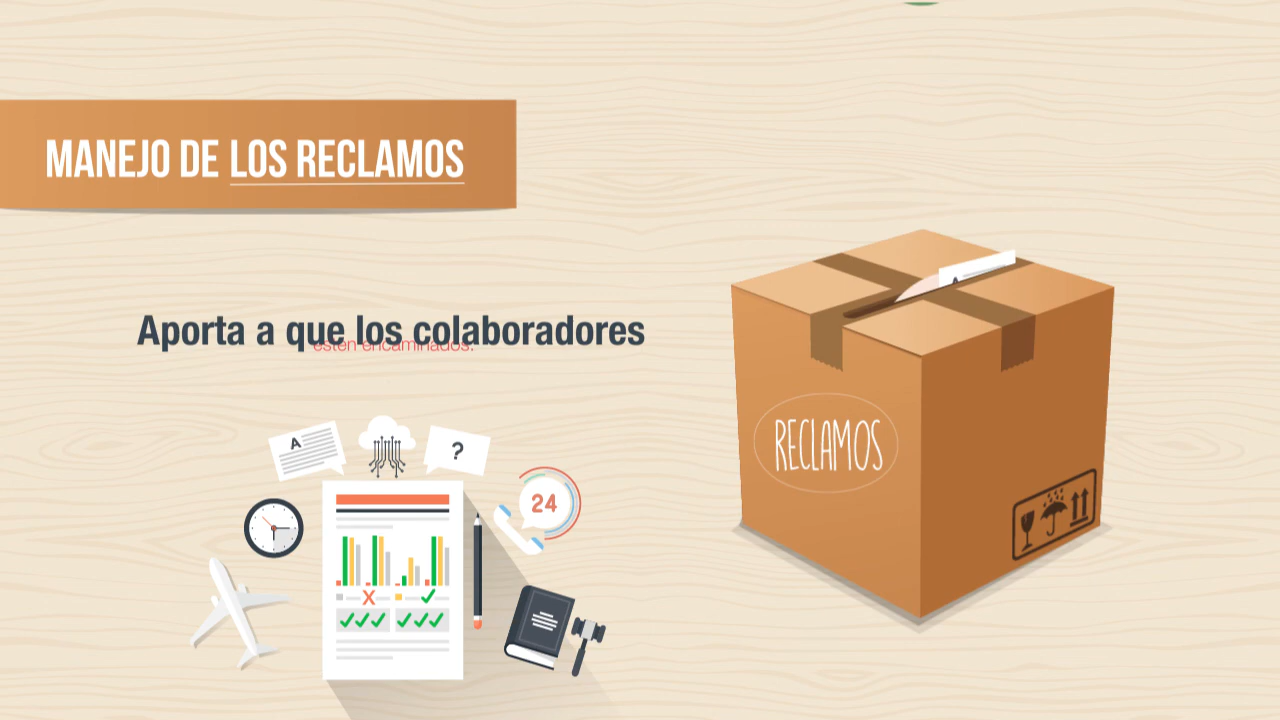 MANEJO DE LOS RECLAMOS
Aporta a que los colaboradores
estén encaminados.
A
?
24
A
RECLAMOS